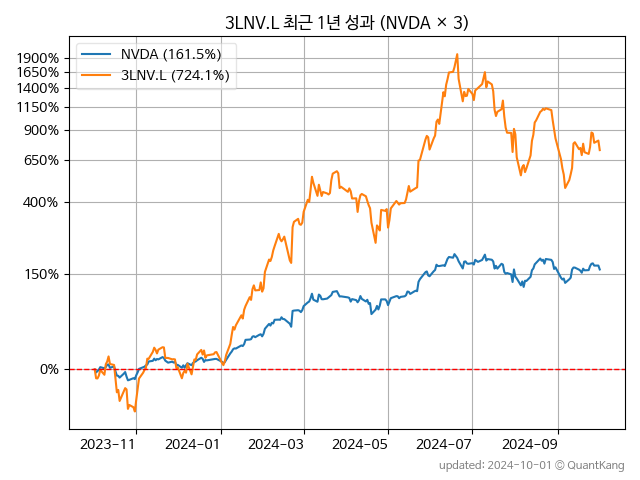 3LNV.L 최근 1년 성과 (NVDA × 3)
NVDA (161.5%)
3LNV.L (724.1%)
1900%
1650%
1400%
1150%
900%
650%
400%
150%
0%
2023-11 2024-01 2024-03 2024-05 2024-07 2024-09
updated: 2024-10-01 © QuantKang